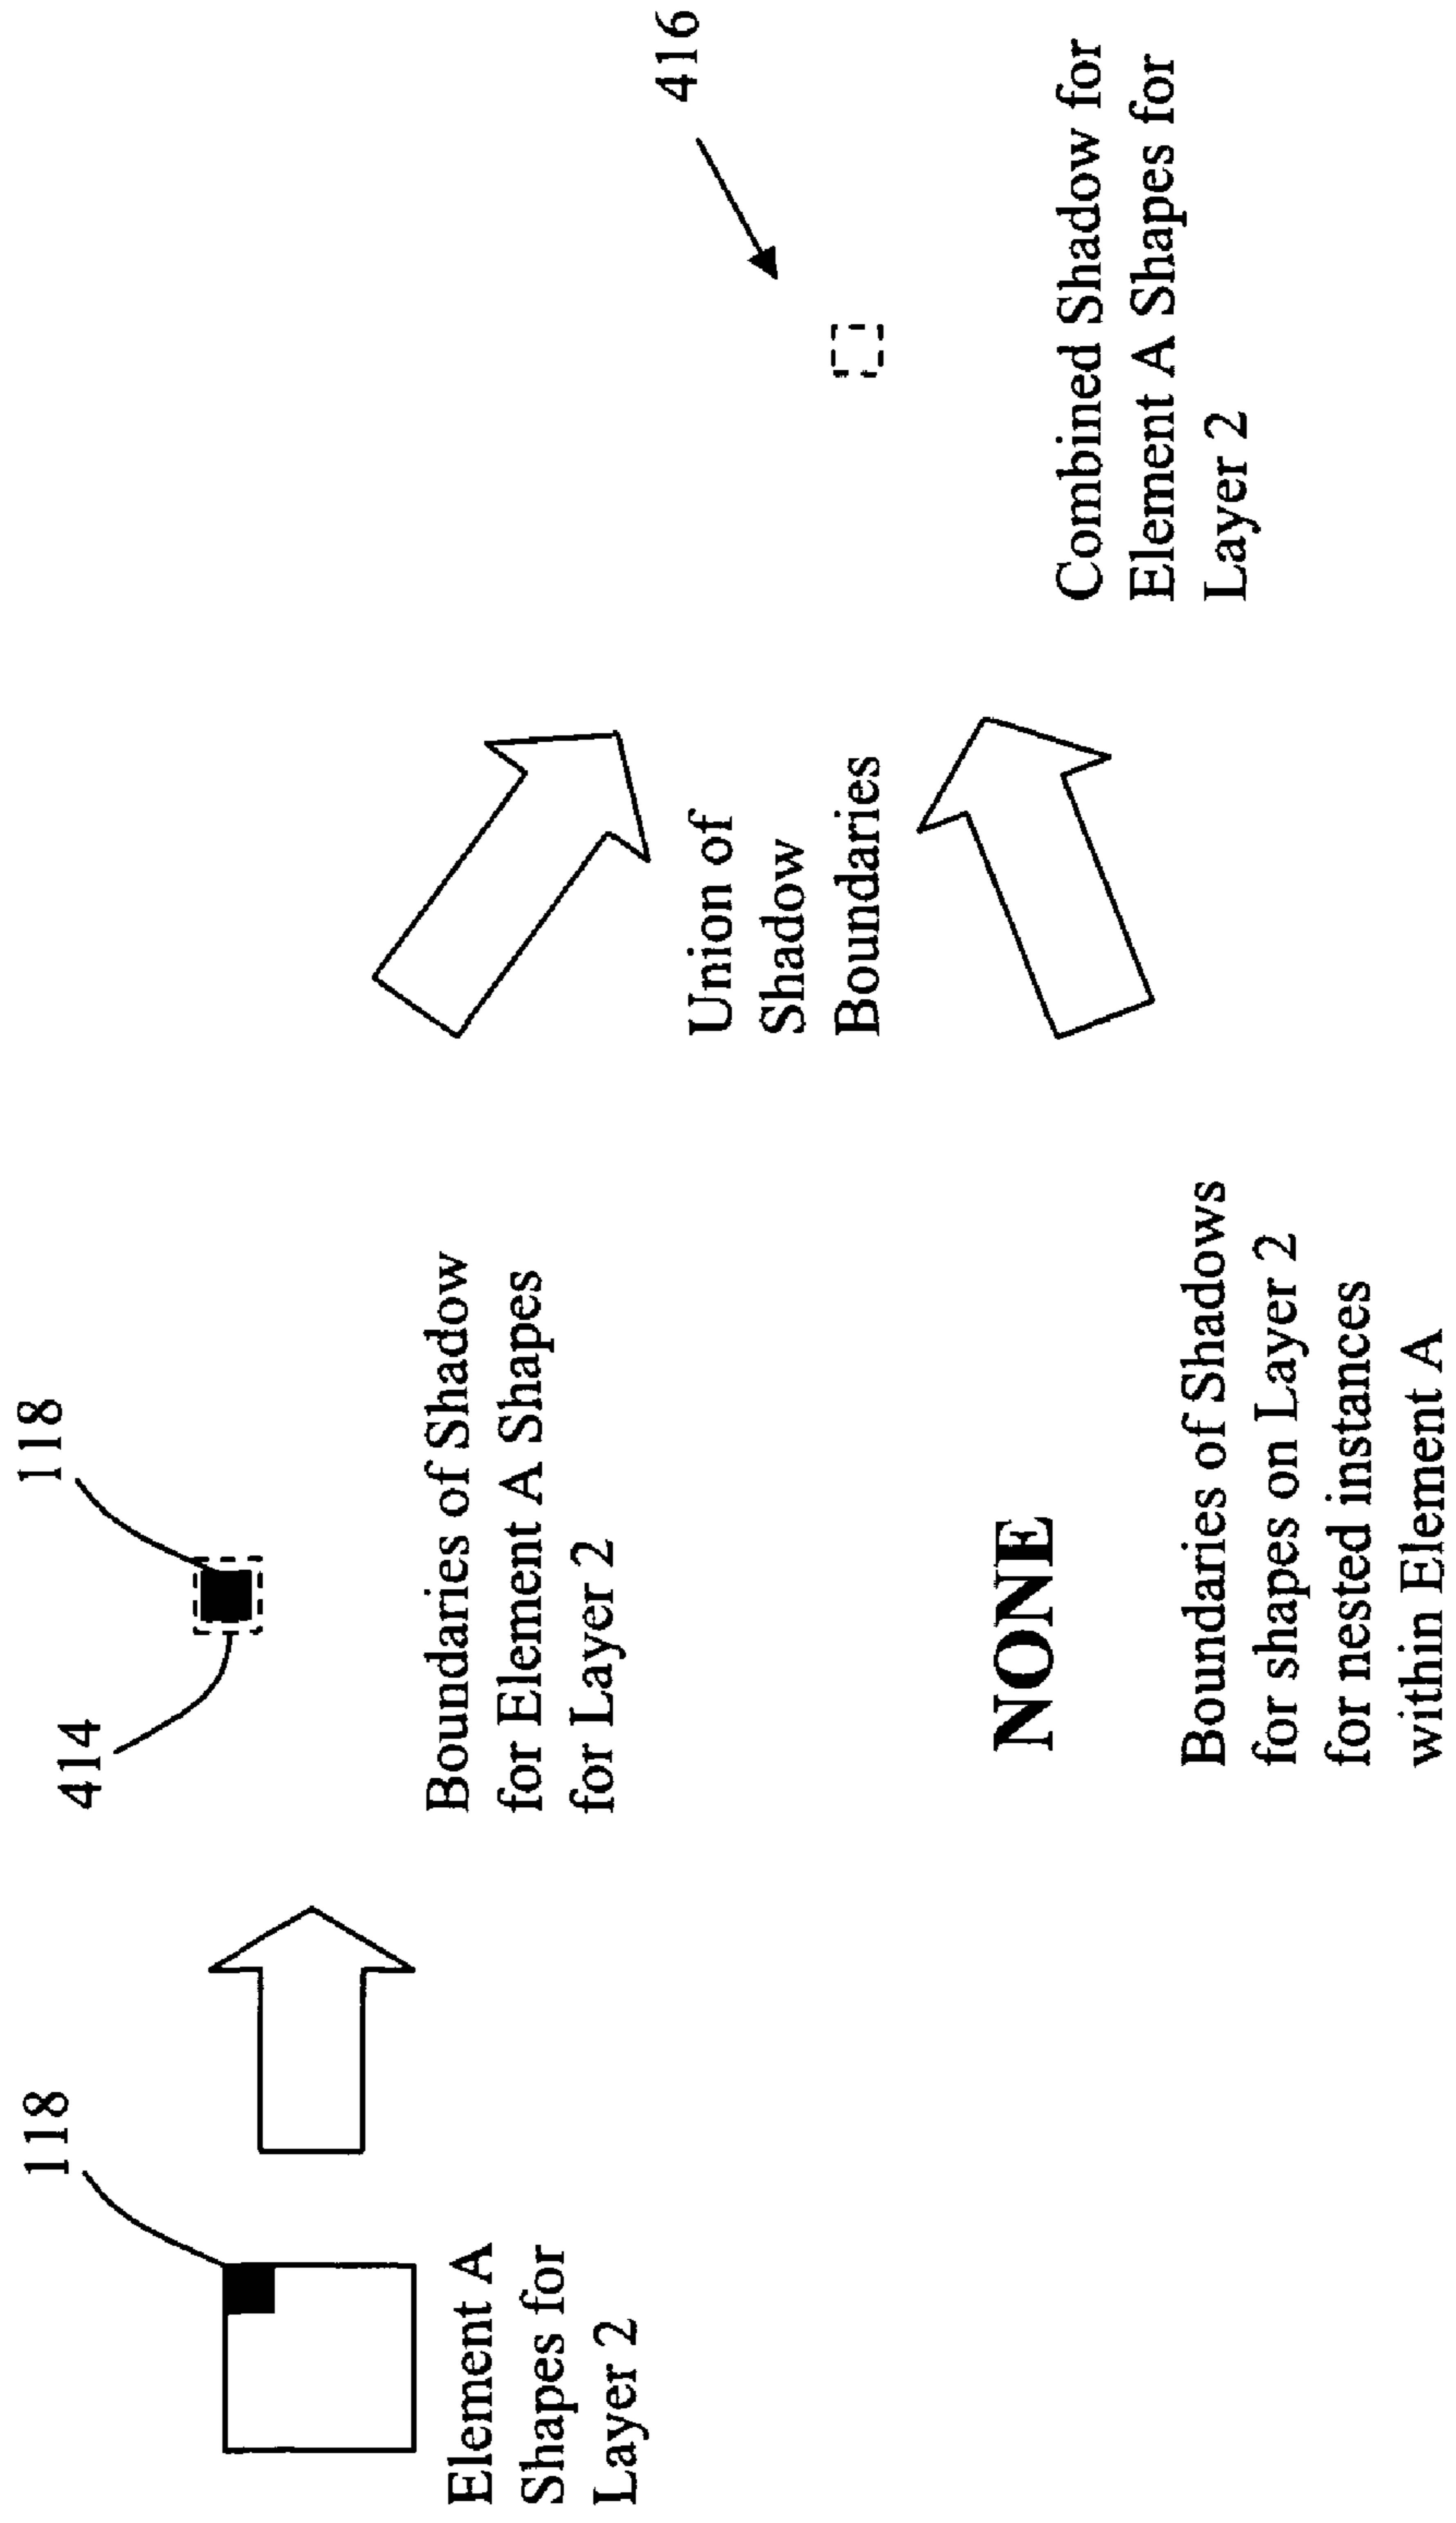 118
Element A
Shapes for
Layer 2
414
118
Boundaries of Shadow
for Element A Shapes
for Layer 2
NONE
Boundaries of Shadows
for shapes on Layer 2
for nested instances
within Element A
Union of
Shadow
Boundaries
416
Combined Shadow for
Element A Shapes for
Layer 2